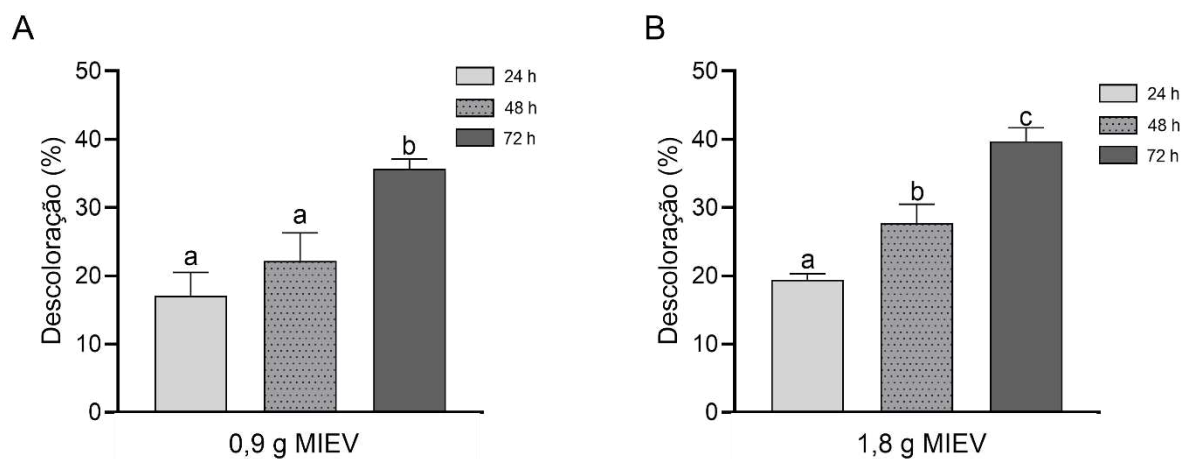 A
Descoloração (%)
50
40
30
20
10
0
a
a
b
24 h
48 h
72 h
0,9 g MIEV
B
Descoloração (%)
50
40
30
20
10
0
a
b
c
24 h
48 h
72 h
1,8 g MIEV